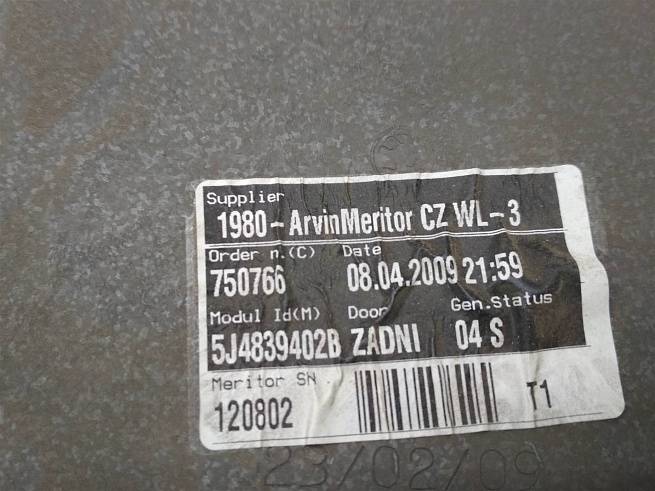 Supplier
1980-ArvinMeritor CZ WL-3
Order n.(C) Date
750766 08.04.2009 21:59
Modul Id(M) Door Gen.Status
5J4839402B ZADNI 04 S
Meritor SN
120802 T1
23/02/09